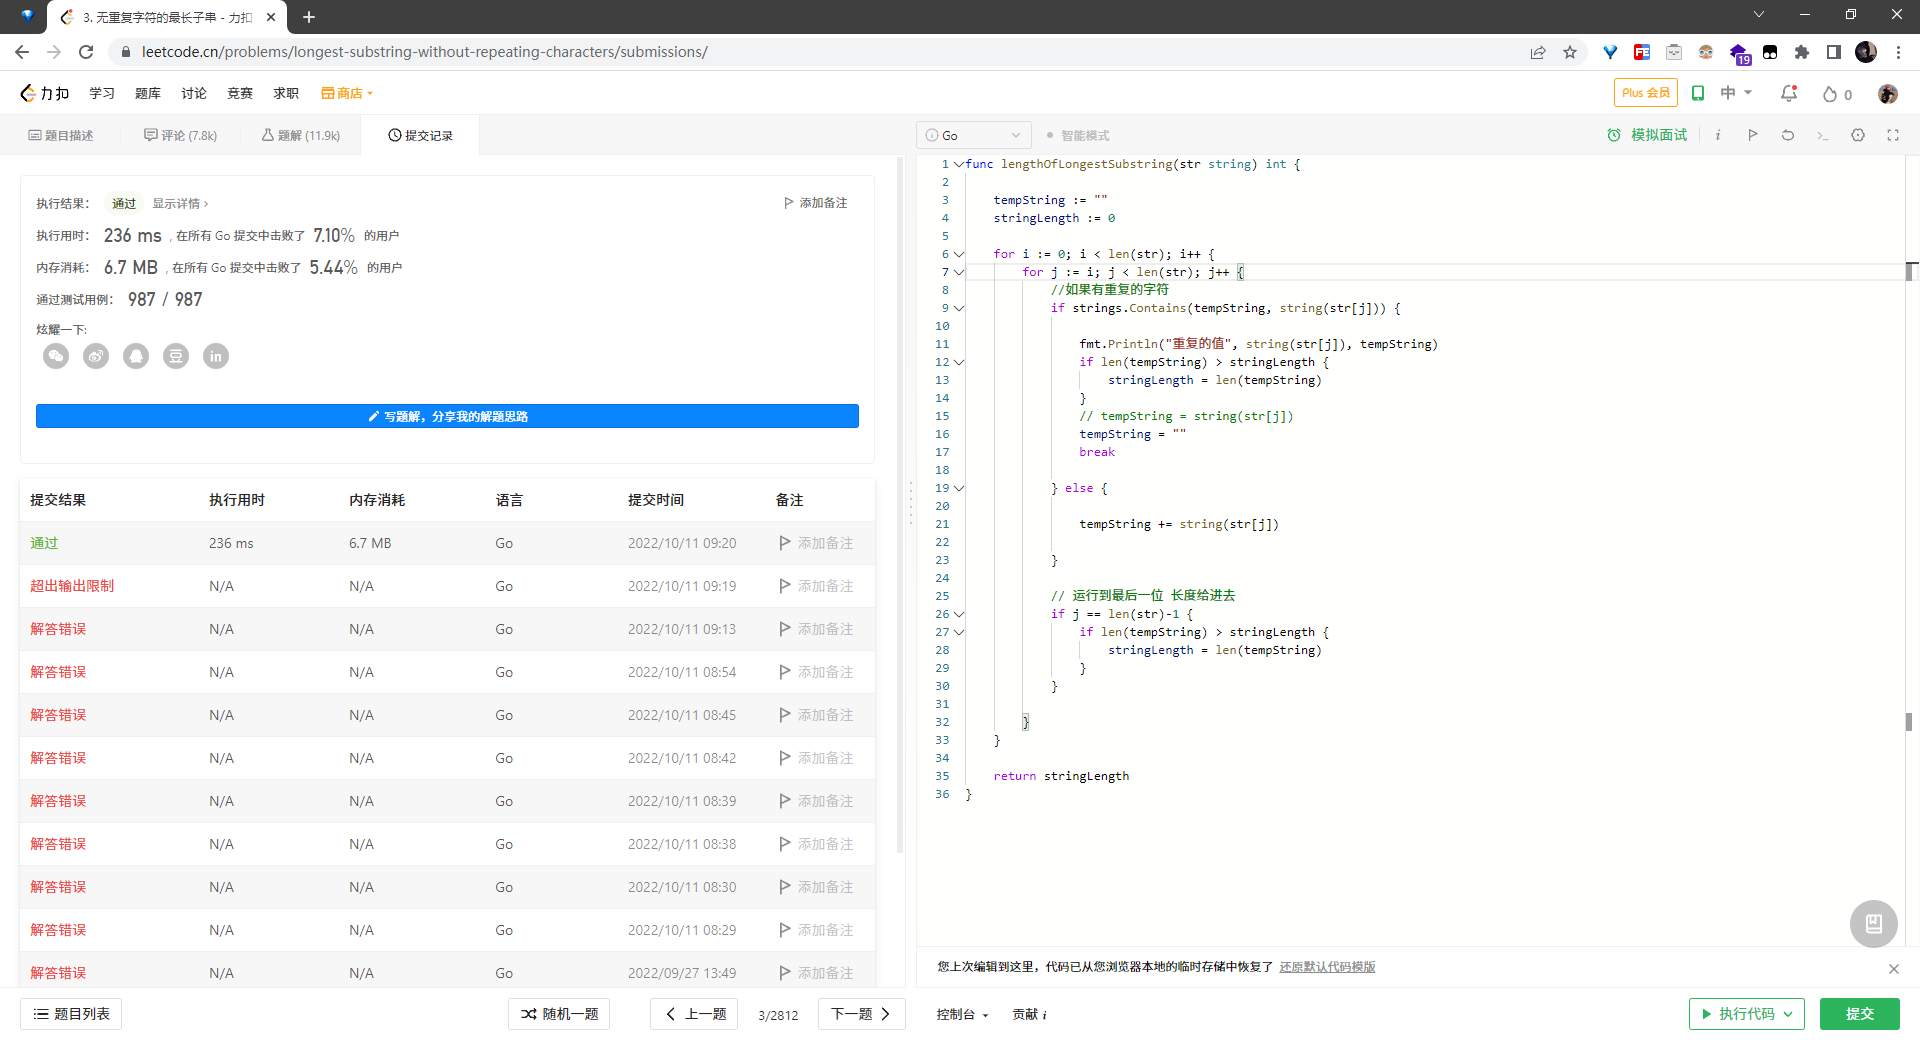 3. 无重复字符的最长子串 - 力扣
leetcode.cn/problems/longest-substring-without-repeating-characters/submissions/
19
力扣 学习 题库 讨论 竞赛 求职 商店
Plus 会员 中 0
题目描述 评论 (7.8k) 题解 (11.9k) 提交记录
执行结果： 通过 显示详情 › 添加备注
执行用时： 236 ms , 在所有 Go 提交中击败了 7.10% 的用户
内存消耗： 6.7 MB , 在所有 Go 提交中击败了 5.44% 的用户
通过测试用例： 987 / 987
炫耀一下:
豆 in
写题解，分享我的解题思路
提交结果 执行用时 内存消耗 语言 提交时间 备注
通过 236 ms 6.7 MB Go 2022/10/11 09:20 添加备注
超出输出限制 N/A N/A Go 2022/10/11 09:19 添加备注
解答错误 N/A N/A Go 2022/10/11 09:13 添加备注
解答错误 N/A N/A Go 2022/10/11 08:54 添加备注
解答错误 N/A N/A Go 2022/10/11 08:45 添加备注
解答错误 N/A N/A Go 2022/10/11 08:42 添加备注
解答错误 N/A N/A Go 2022/10/11 08:39 添加备注
解答错误 N/A N/A Go 2022/10/11 08:38 添加备注
解答错误 N/A N/A Go 2022/10/11 08:30 添加备注
解答错误 N/A N/A Go 2022/10/11 08:29 添加备注
解答错误 N/A N/A Go 2022/09/27 13:49 添加备注
题目列表 随机一题 上一题 3/2812 下一题
Go 智能模式 模拟面试 i
1 func lengthOfLongestSubstring(str string) int {
2
3 tempString := ""
4 stringLength := 0
5
6 for i := 0; i < len(str); i++ {
7 for j := i; j < len(str); j++ {
8 //如果有重复的字符
9 if strings.Contains(tempString, string(str[j])) {
10
11 fmt.Println("重复的值", string(str[j]), tempString)
12 if len(tempString) > stringLength {
13 stringLength = len(tempString)
14 }
15 // tempString = string(str[j])
16 tempString = ""
17 break
18
19 } else {
20
21 tempString += string(str[j])
22
23 }
24
25 // 运行到最后一位 长度给进去
26 if j == len(str)-1 {
27 if len(tempString) > stringLength {
28 stringLength = len(tempString)
29 }
30 }
31
32 }
33 }
34
35 return stringLength
36 }
您上次编辑到这里，代码已从您浏览器本地的临时存储中恢复了 还原默认代码模版
控制台 贡献 i 执行代码 提交